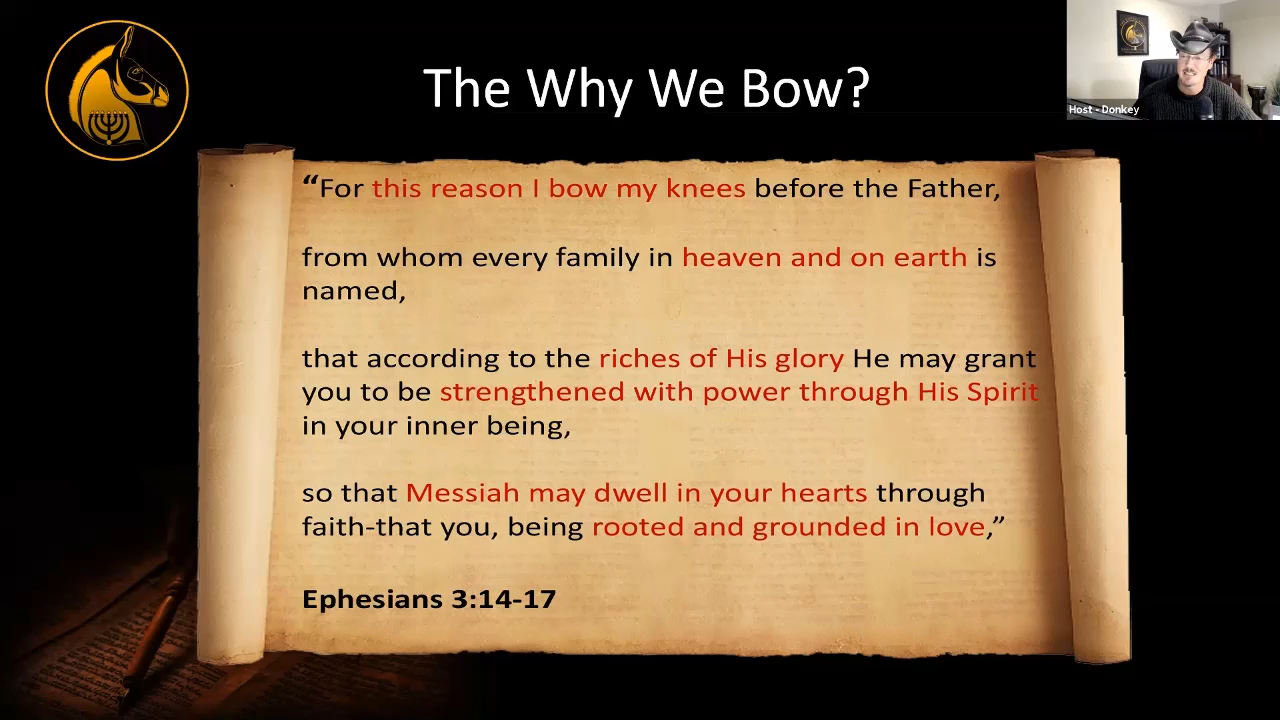 The Why We Bow?
Host - Donkey
“For this reason I bow my knees before the Father,
from whom every family in heaven and on earth is
named,
that according to the riches of His glory He may grant
you to be strengthened with power through His Spirit
in your inner being,
so that Messiah may dwell in your hearts through
faith-that you, being rooted and grounded in love,”
Ephesians 3:14-17